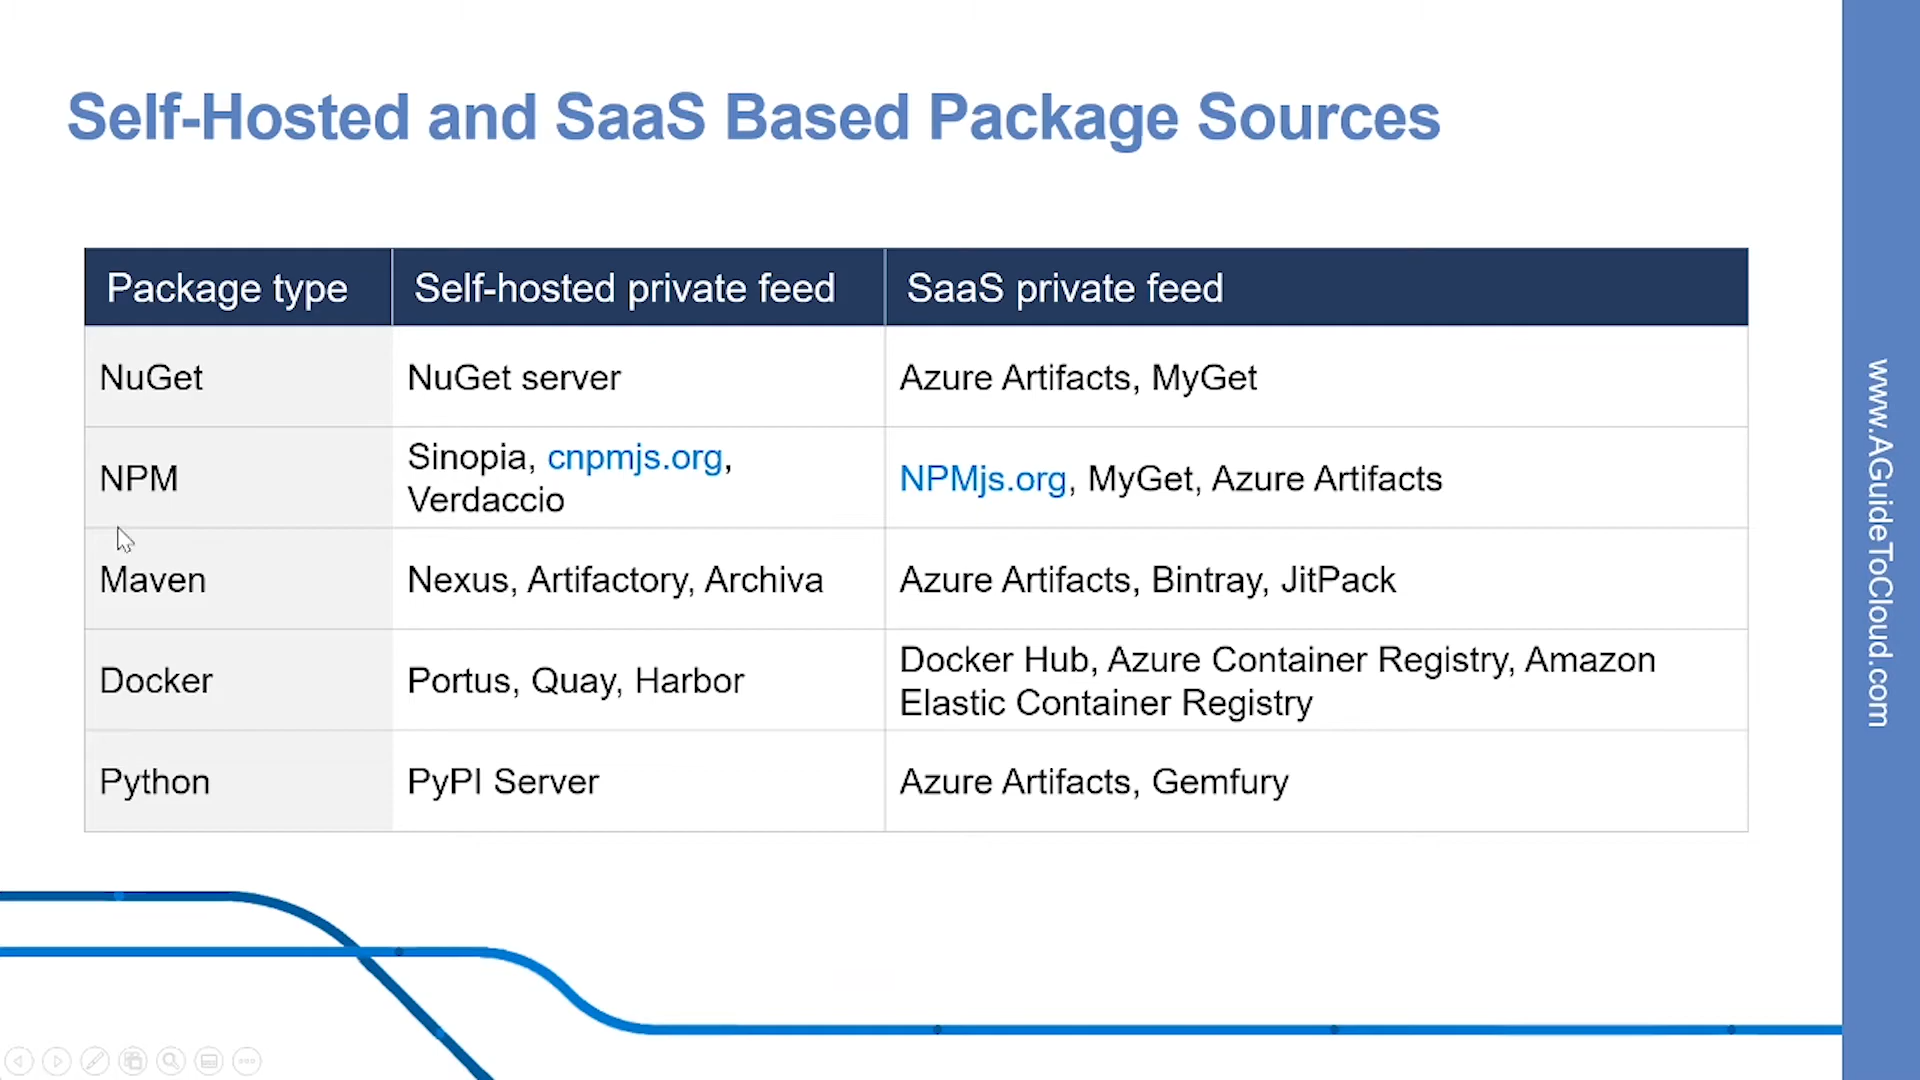 Self-Hosted and SaaS Based Package Sources
Package type
Self-hosted private feed
SaaS private feed
NuGet
NuGet server
Azure Artifacts, MyGet
NPM
Sinopia, cnpmjs.org,
Verdaccio
NPMjs.org, MyGet, Azure Artifacts
Maven
Nexus, Artifactory, Archiva
Azure Artifacts, Bintray, JitPack
Docker
Portus, Quay, Harbor
Docker Hub, Azure Container Registry, Amazon
Elastic Container Registry
Python
PyPI Server
Azure Artifacts, Gemfury
www.AGuideToCloud.com